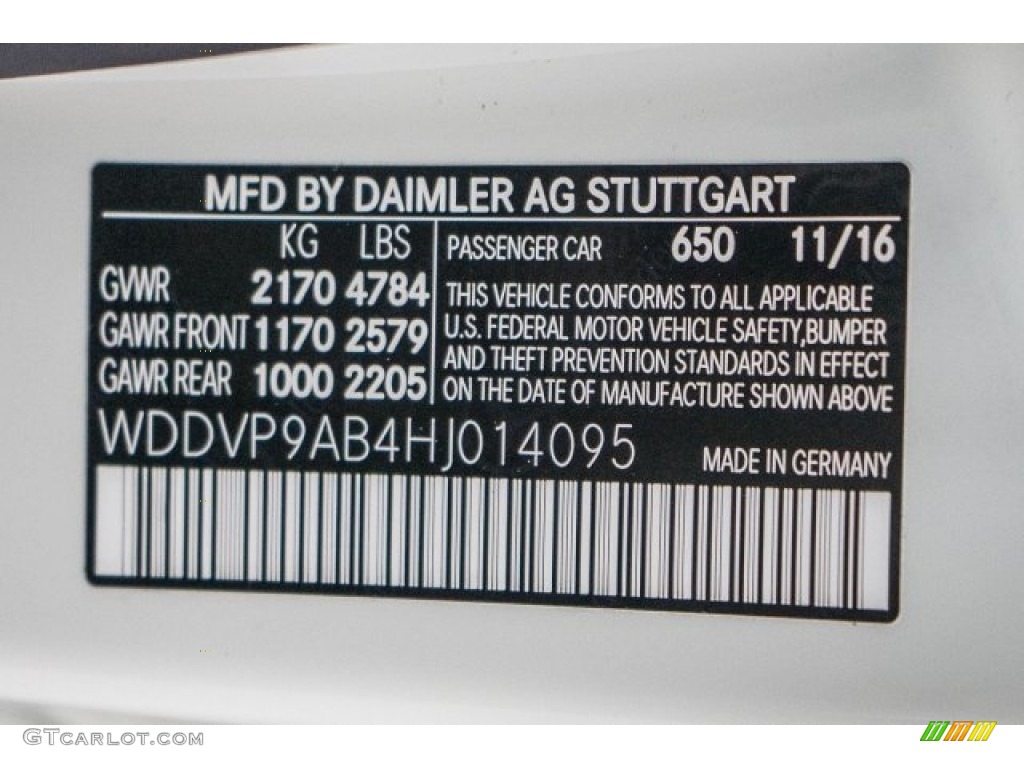 MFD BY DAIMLER AG STUTTGART
KG LBS
GVWR 2170 4784
GAWR FRONT 1170 2579
GAWR REAR 1000 2205
PASSENGER CAR 650 11/16
THIS VEHICLE CONFORMS TO ALL APPLICABLE
U.S. FEDERAL MOTOR VEHICLE SAFETY,BUMPER
AND THEFT PREVENTION STANDARDS IN EFFECT
ON THE DATE OF MANUFACTURE SHOWN ABOVE
WDDVP9AB4HJ014095
MADE IN GERMANY
GTCARLOT.COM